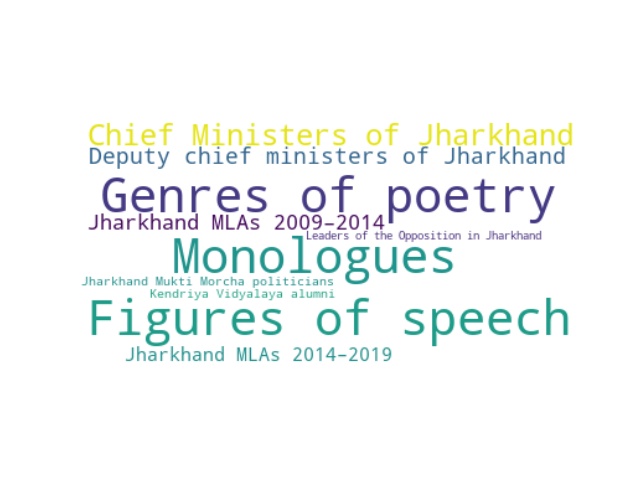 Chief Ministers of Jharkhand
Deputy chief ministers of Jharkhand
Genres of poetry
Jharkhand MLAs 2009–2014
Leaders of the Opposition in Jharkhand
Monologues
Jharkhand Mukti Morcha politicians
Kendriya Vidyalaya alumni
Figures of speech
Jharkhand MLAs 2014–2019